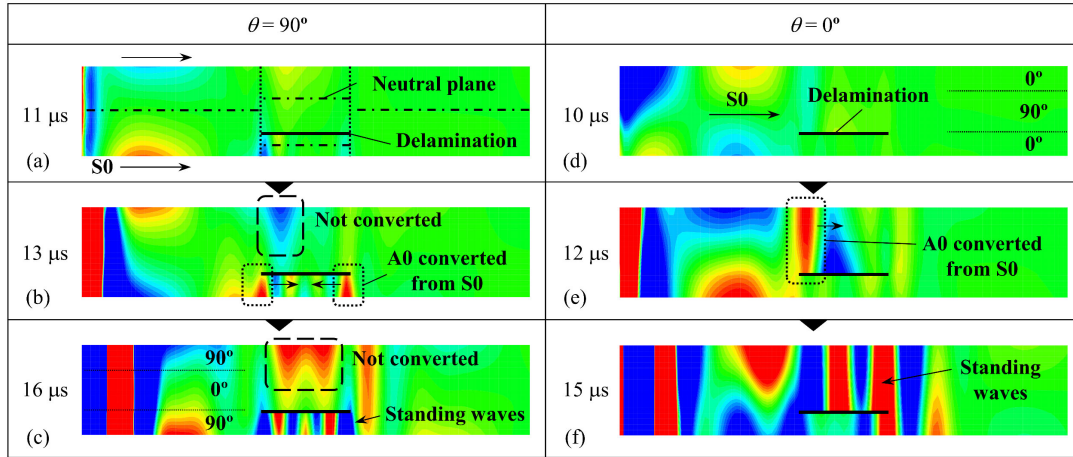 θ = 90º
θ = 0º
11 μs
Neutral plane
Delamination
(a)
S0
10 μs
S0
Delamination
0º
90º
0º
(d)
13 μs
Not converted
A0 converted
from S0
(b)
12 μs
A0 converted
from S0
(e)
16 μs
90º
0º
90º
Not converted
Standing waves
(c)
15 μs
Standing
waves
(f)